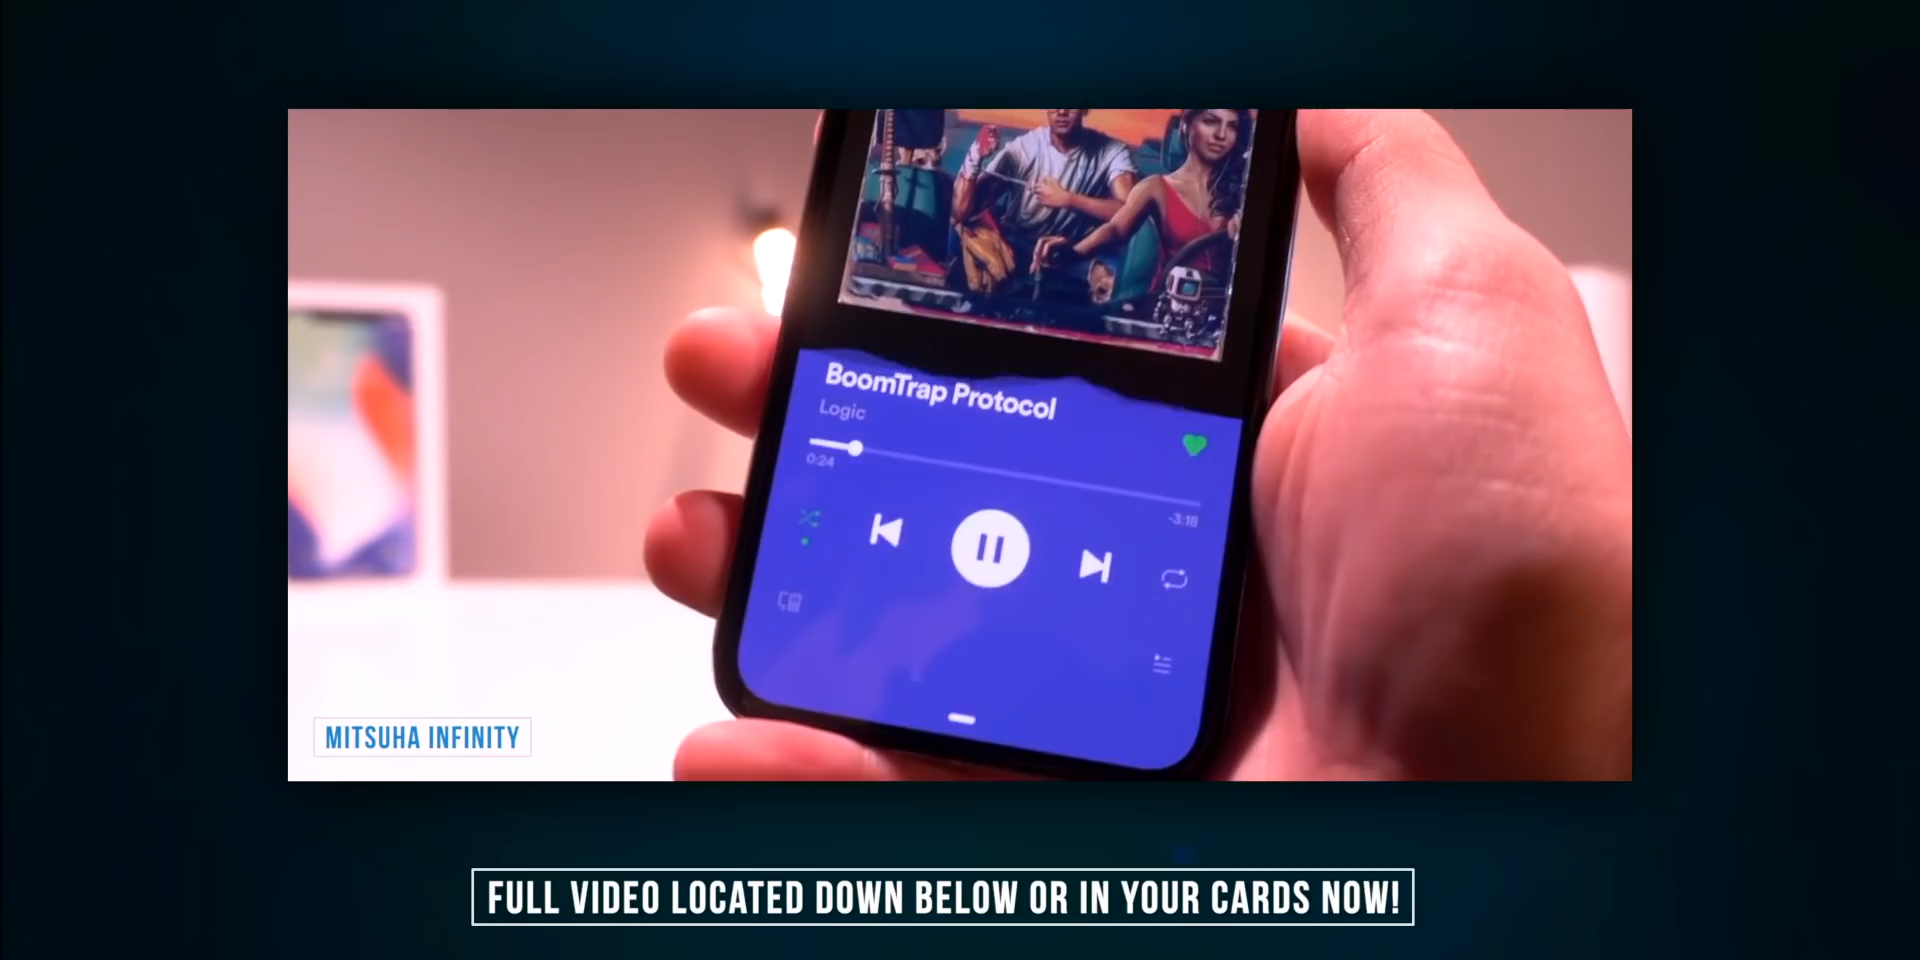 BoomTrap Protocol
Logic
0:24
-3:18
MITSUHA INFINITY
FULL VIDEO LOCATED DOWN BELOW OR IN YOUR CARDS NOW!